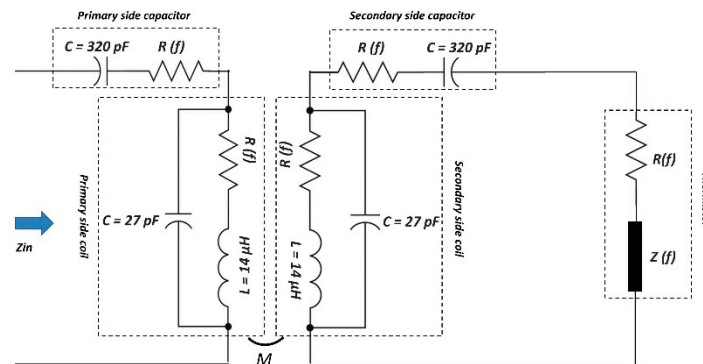 Primary side capacitor
Secondary side capacitor
C = 320 pF
R (f)
R (f)
C = 320 pF
Primary side coil
C = 27 pF
R (f)
L = 14 µH
R (f)
L = 14 µH
C = 27 pF
Secondary side coil
R(f)
Z (f)
Zin
M